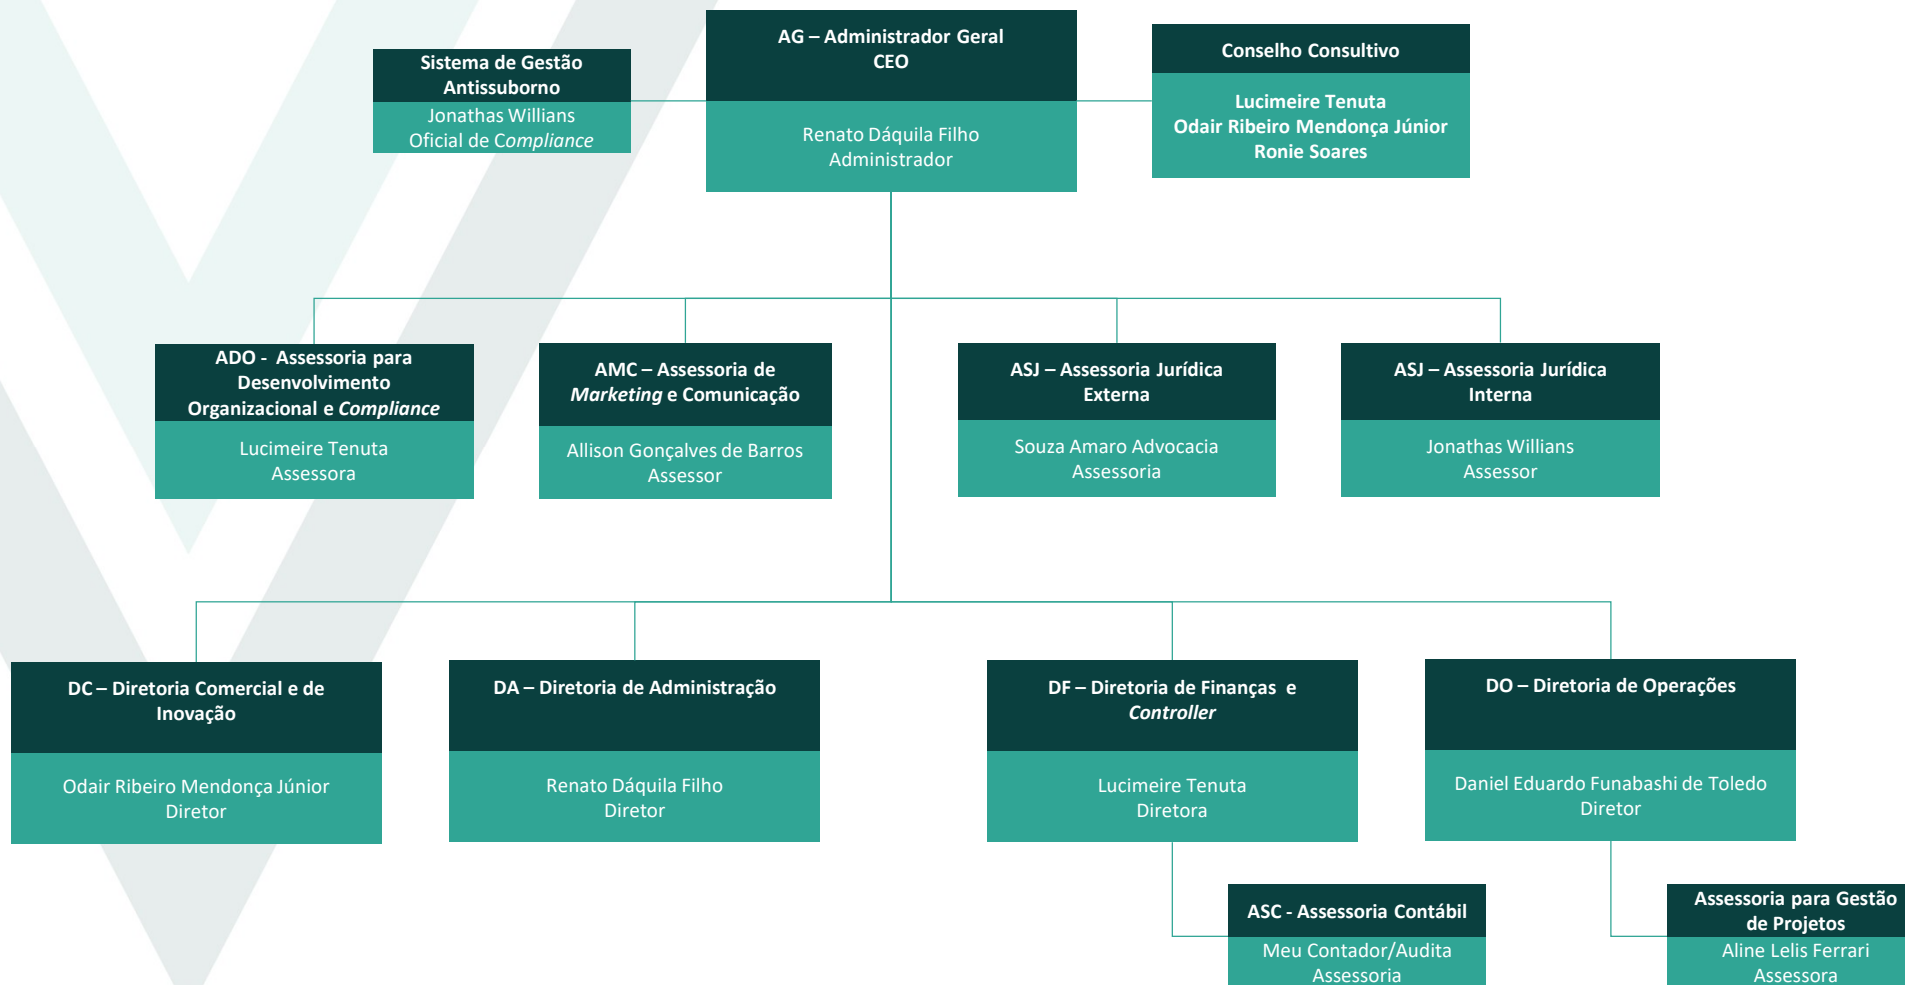 AG – Administrador Geral
CEO
Renato Dáquila Filho
Administrador
Sistema de Gestão
Antissuborno
Jonathas Willians
Oficial de Compliance
Conselho Consultivo
Lucimeire Tenuta
Odair Ribeiro Mendonça Júnior
Ronie Soares
ADO - Assessoria para
Desenvolvimento
Organizacional e Compliance
Lucimeire Tenuta
Assessora
AMC – Assessoria de
Marketing e Comunicação
Allison Gonçalves de Barros
Assessor
ASJ – Assessoria Jurídica
Externa
Souza Amaro Advocacia
Assessoria
ASJ – Assessoria Jurídica
Interna
Jonathas Willians
Assessor
DC – Diretoria Comercial e de
Inovação
Odair Ribeiro Mendonça Júnior
Diretor
DA – Diretoria de Administração
Renato Dáquila Filho
Diretor
DF – Diretoria de Finanças e
Controller
Lucimeire Tenuta
Diretora
DO – Diretoria de Operações
Daniel Eduardo Funabashi de Toledo
Diretor
ASC - Assessoria Contábil
Meu Contador/Audita
Assessoria
Assessoria para Gestão
de Projetos
Aline Lelis Ferrari
Assessora